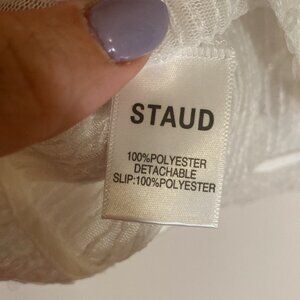 STAUD
100%POLYESTER
DETACHABLE
SLIP:100%POLYESTER